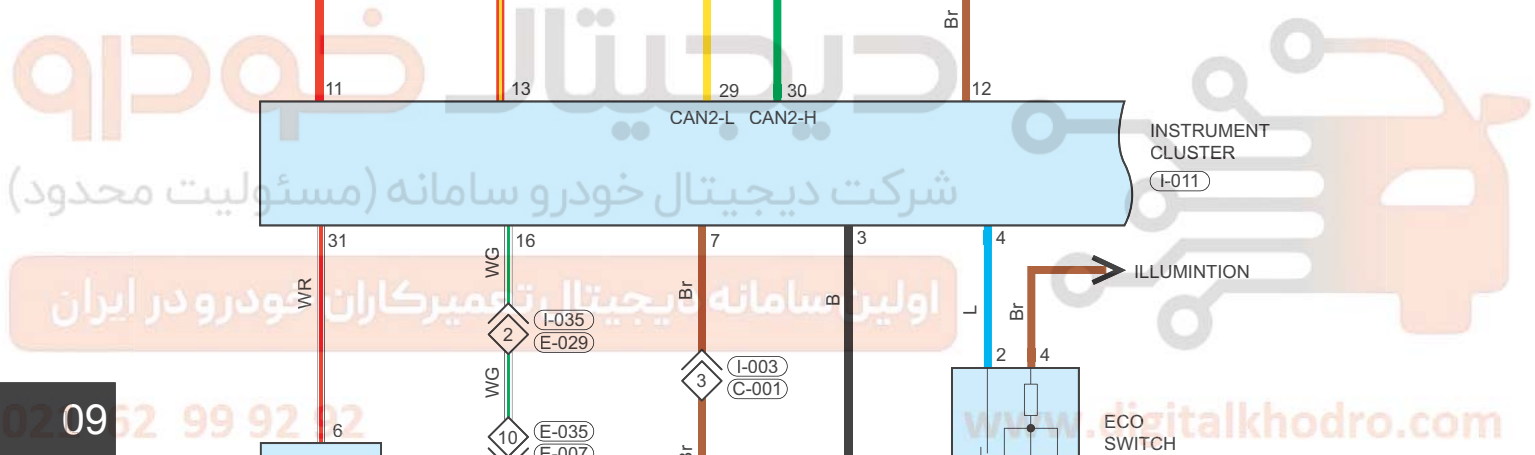 Br
11
13
29
30
12
CAN2-L CAN2-H
INSTRUMENT
CLUSTER
I-011
دیجیتال خودرو
شرکت دیجیتال خودرو سامانه (مسئولیت محدود)
31
16
7
3
4
WR
WG
Br
B
L
Br
ILLUMINTION
اولین سامانه دیجیتال تعمیرکاران خودرو در ایران
2
I-035
E-029
3
I-003
C-001
WG
2
4
09
6
10
E-035
E-007
Br
ECO
SWITCH
62 99 92 92
www.digitalkhodro.com